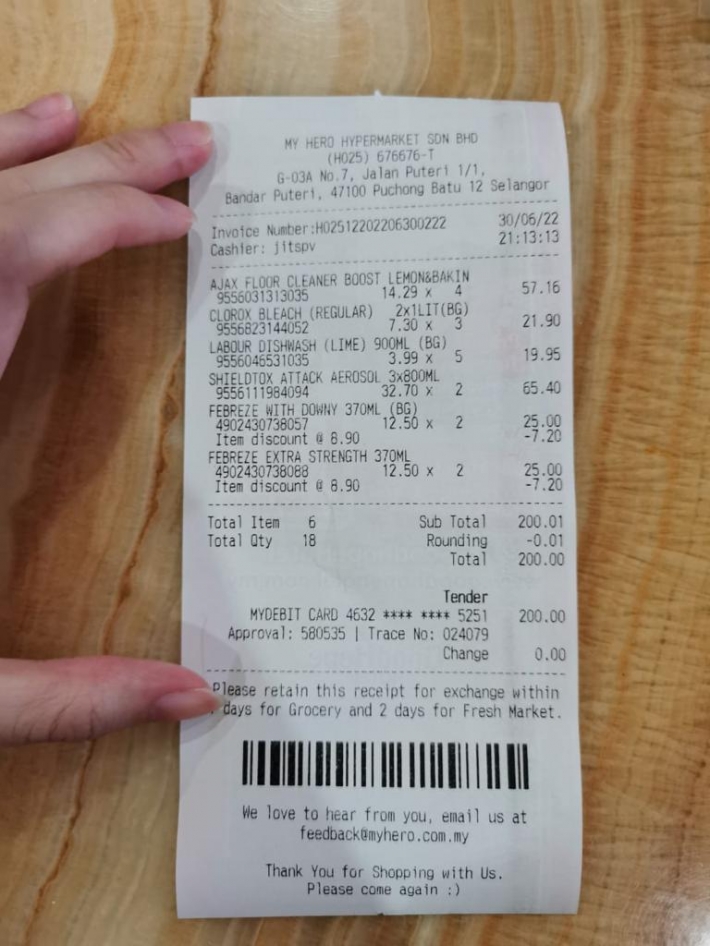 MY HERO HYPERMARKET SDN BHD
(H025) 676676-T
G-03A No.7, Jalan Puteri 1/1,
Bandar Puteri, 47100 Puchong Batu 12 Selangor
Invoice Number:H02512202206300222 30/06/22
Cashier: jitspv 21:13:13
AJAX FLOOR CLEANER BOOST LEMON&BAKIN
9556031313035 14.29 x 4 57.16
CLOROX BLEACH (REGULAR) 2x1LIT(BG)
9556823144052 7.30 x 3 21.90
LABOUR DISHWASH (LIME) 900ML (BG)
9556046531035 3.99 x 5 19.95
SHIELDTOX ATTACK AEROSOL 3x800ML
9556111984094 32.70 x 2 65.40
FEBREZE WITH DOWNY 370ML (BG)
4902430738057 12.50 x 2 25.00
Item discount @ 8.90 -7.20
FEBREZE EXTRA STRENGTH 370ML
4902430738088 12.50 x 2 25.00
Item discount @ 8.90 -7.20
Total Item 6 Sub Total 200.01
Total Qty 18 Rounding -0.01
Total 200.00
Tender
MYDEBIT CARD 4632 **** **** 5251 200.00
Approval: 580535 | Trace No: 024079
Change 0.00
Please retain this receipt for exchange within
days for Grocery and 2 days for Fresh Market.
We love to hear from you, email us at
feedback@myhero.com.my
Thank You for Shopping with Us.
Please come again :)